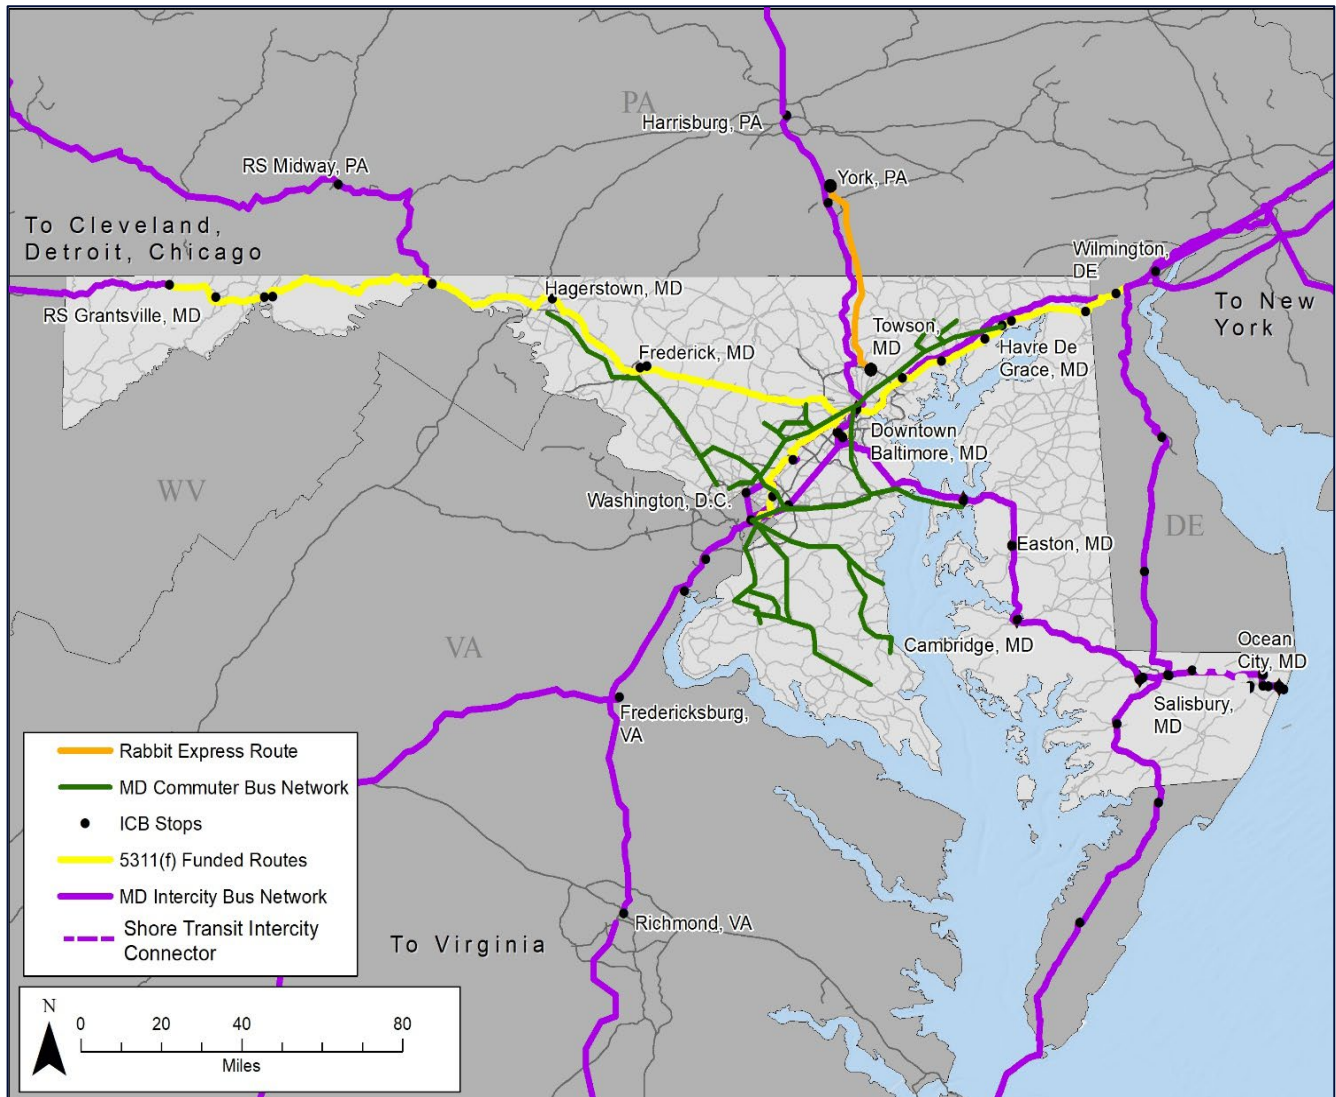 PA
Harrisburg, PA
RS Midway, PA
York, PA
To Cleveland,
Detroit, Chicago
Wilmington,
DE
Hagerstown, MD
To New
York
RS Grantsville, MD
Towson,
MD
Frederick, MD
Havre De
Grace, MD
Downtown
Baltimore, MD
WV
Washington, D.C.
DE
Easton, MD
VA
Cambridge, MD
Ocean
City, MD
Salisbury,
MD
Fredericksburg,
VA
Rabbit Express Route
MD Commuter Bus Network
ICB Stops
5311(f) Funded Routes
MD Intercity Bus Network
Shore Transit Intercity
Connector
Richmond, VA
To Virginia
N
0 20 40 80
Miles